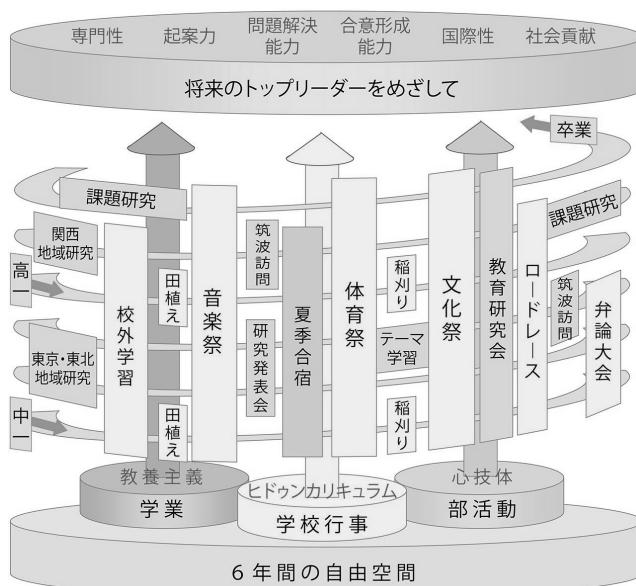 専門性
起案力
問題解決
能力
合意形成
能力
国際性
社会貢献
将来のトップリーダーをめざして
卒業
課題研究
課題研究
関西
地域研究
高一
東京・東北
地域研究
中一
校外学習
田植え
田植え
音楽祭
筑波訪問
研究発表会
夏季合宿
体育祭
稲刈り
テーマ
学習
稲刈り
文化祭
教育研究会
ロードレース
筑波訪問
弁論大会
教養主義
学業
ヒドゥンカリキュラム
学校行事
心技体
部活動
6年間の自由空間